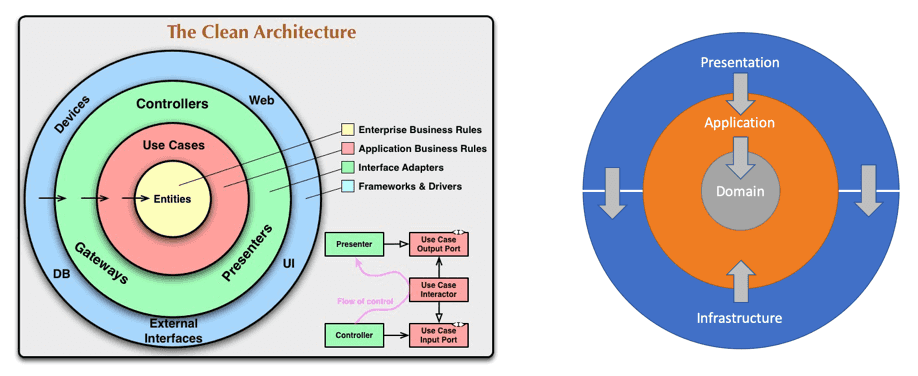 The Clean Architecture
Devices
Controllers
Web
Use Cases
Entities
Gateways
Presenters
DB
UI
External
Interfaces
Enterprise Business Rules
Application Business Rules
Interface Adapters
Frameworks & Drivers
Presenter
Use Case
Output Port
Flow of control
Use Case
Interactor
Controller
Use Case
Input Port
Presentation
Application
Domain
Infrastructure